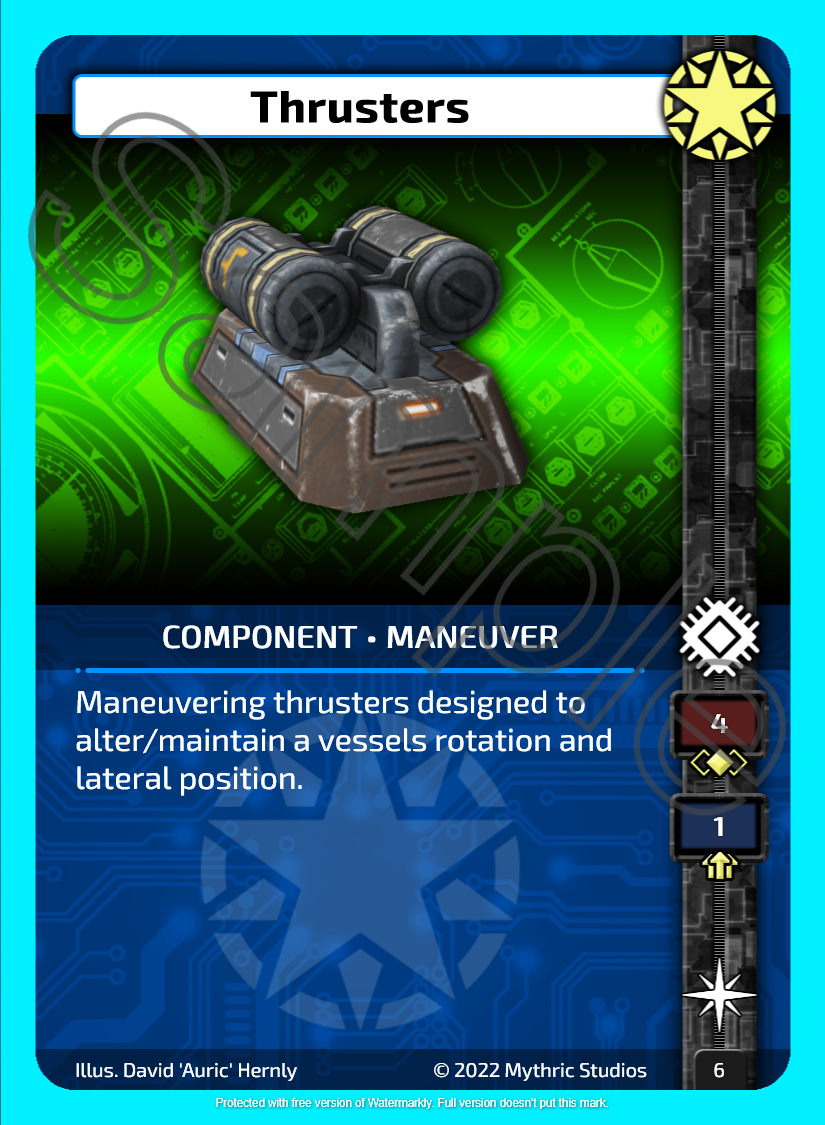 Thrusters
COMPONENT • MANEUVER
Maneuvering thrusters designed to
alter/maintain a vessels rotation and
lateral position.
4
1
Illus. David 'Auric' Hernly
© 2022 Mythric Studios
6
Sample
Protected with free version of Watermarkly. Full version doesn't put this mark.